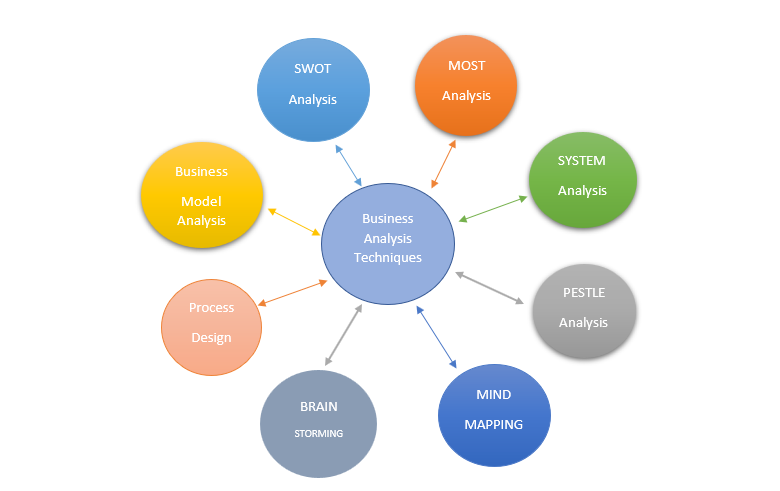 SWOT
Analysis
MOST
Analysis
SYSTEM
Analysis
Business
Model
Analysis
Business
Analysis
Techniques
PESTLE
Analysis
Process
Design
MIND
MAPPING
BRAIN
STORMING